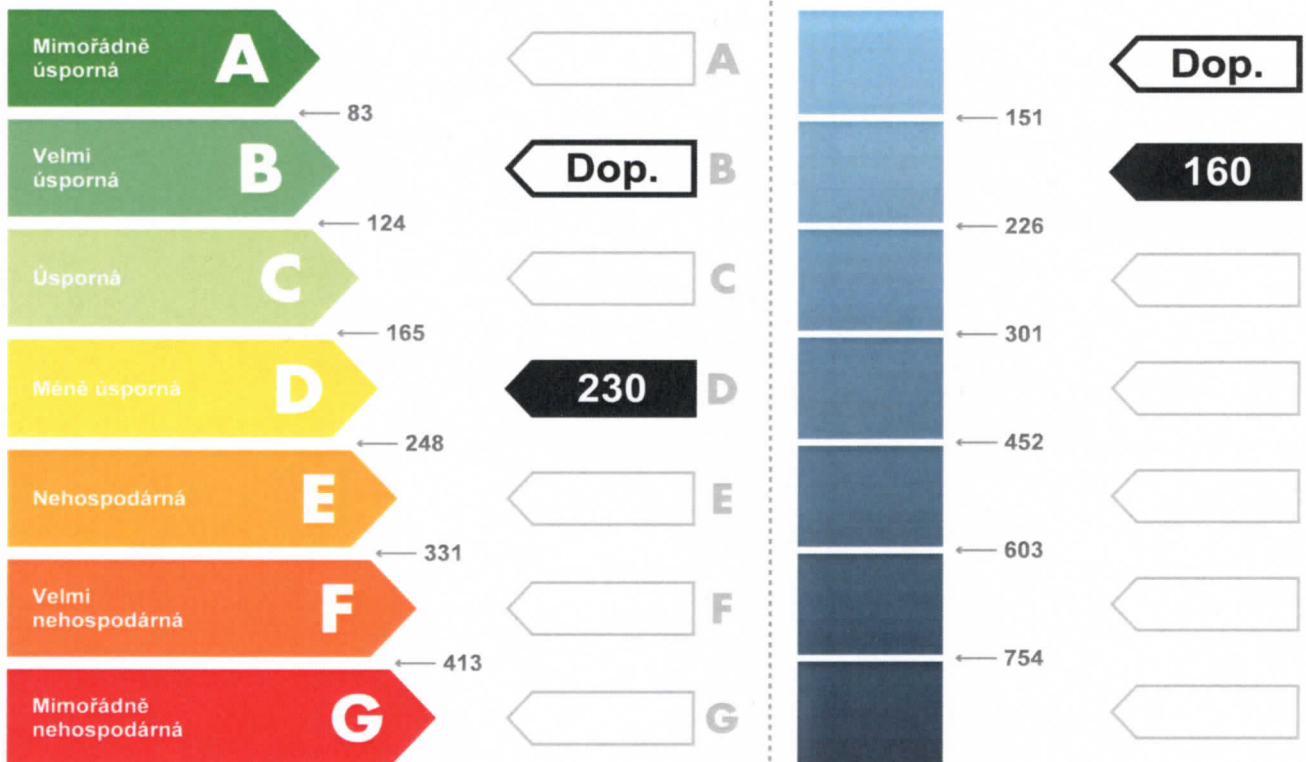 Mimořádně
úsporná
A
A
Dop.
83
151
Velmi
úsporná
B
Dop.
B
160
124
226
Úsporná
C
C
165
301
Méně úsporná
D
230
D
248
452
Nehospodárná
E
E
331
603
Velmi
nehospodárná
F
F
413
754
Mimořádně
nehospodárná
G
G